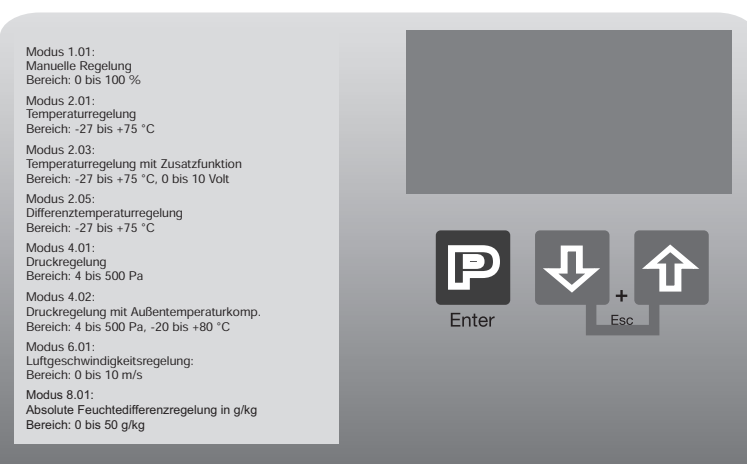 Modus 1.01:
Manuelle Regelung
Bereich: 0 bis 100 %
Modus 2.01:
Temperaturregelung
Bereich: -27 bis +75 °C
Modus 2.03:
Temperaturregelung mit Zusatzfunktion
Bereich: -27 bis +75 °C, 0 bis 10 Volt
Modus 2.05:
Differenztemperaturregelung
Bereich: -27 bis +75 °C
Modus 4.01:
Druckregelung
Bereich: 4 bis 500 Pa
Modus 4.02:
Druckregelung mit Außentemperaturkomp.
Bereich: 4 bis 500 Pa, -20 bis +80 °C
Modus 6.01:
Luftgeschwindigkeitsregelung:
Bereich: 0 bis 10 m/s
Modus 8.01:
Absolute Feuchtedifferenzregelung in g/kg
Bereich: 0 bis 50 g/kg
P
+
Enter
Esc